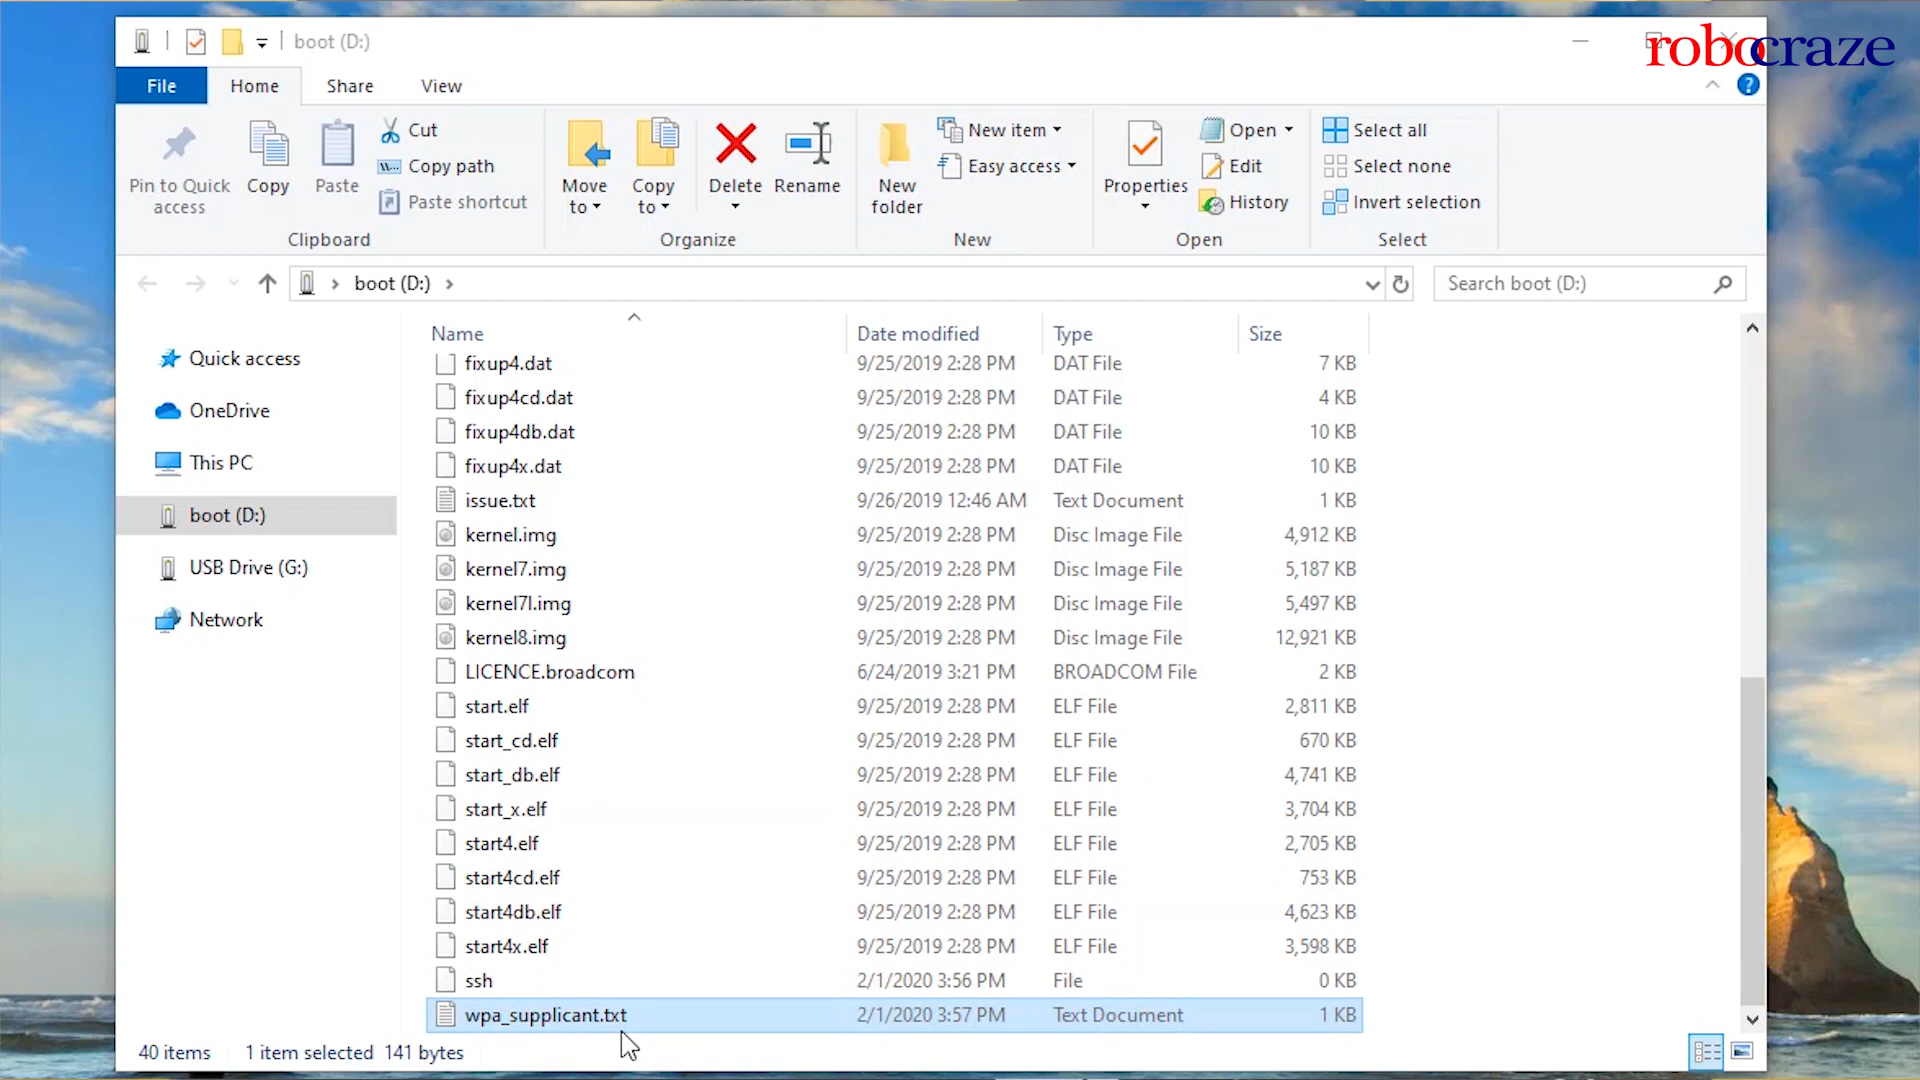 boot (D:)
robocraze
File Home Share View
Pin to Quick access
Copy
Paste
Cut
Copy path
Paste shortcut
Clipboard
Move to
Copy to
Delete
Rename
Organize
New folder
New item
Easy access
New
Properties
Open
Edit
History
Open
Select all
Select none
Invert selection
Select
boot (D:)
Search boot (D:)
Quick access
OneDrive
This PC
boot (D:)
USB Drive (G:)
Network
Name Date modified Type Size
fixup4.dat 9/25/2019 2:28 PM DAT File 7 KB
fixup4cd.dat 9/25/2019 2:28 PM DAT File 4 KB
fixup4db.dat 9/25/2019 2:28 PM DAT File 10 KB
fixup4x.dat 9/25/2019 2:28 PM DAT File 10 KB
issue.txt 9/26/2019 12:46 AM Text Document 1 KB
kernel.img 9/25/2019 2:28 PM Disc Image File 4,912 KB
kernel7.img 9/25/2019 2:28 PM Disc Image File 5,187 KB
kernel7l.img 9/25/2019 2:28 PM Disc Image File 5,497 KB
kernel8.img 9/25/2019 2:28 PM Disc Image File 12,921 KB
LICENCE.broadcom 6/24/2019 3:21 PM BROADCOM File 2 KB
start.elf 9/25/2019 2:28 PM ELF File 2,811 KB
start_cd.elf 9/25/2019 2:28 PM ELF File 670 KB
start_db.elf 9/25/2019 2:28 PM ELF File 4,741 KB
start_x.elf 9/25/2019 2:28 PM ELF File 3,704 KB
start4.elf 9/25/2019 2:28 PM ELF File 2,705 KB
start4cd.elf 9/25/2019 2:28 PM ELF File 753 KB
start4db.elf 9/25/2019 2:28 PM ELF File 4,623 KB
start4x.elf 9/25/2019 2:28 PM ELF File 3,598 KB
ssh 2/1/2020 3:56 PM File 0 KB
wpa_supplicant.txt 2/1/2020 3:57 PM Text Document 1 KB
40 items 1 item selected 141 bytes